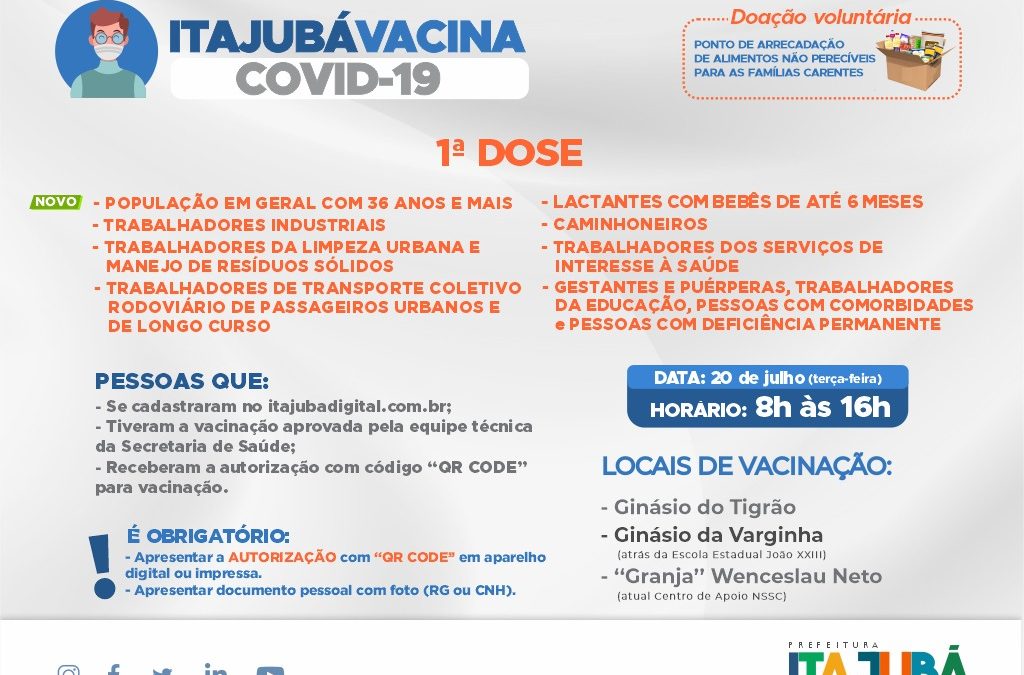 ITAJUBÁVACINA
COVID-19
Doação voluntária
PONTO DE ARRECADAÇÃO
DE ALIMENTOS NÃO PERECÍVEIS
PARA AS FAMÍLIAS CARENTES
1ª DOSE
NOVO
- POPULAÇÃO EM GERAL COM 36 ANOS E MAIS
- TRABALHADORES INDUSTRIAIS
- TRABALHADORES DA LIMPEZA URBANA E
MANEJO DE RESÍDUOS SÓLIDOS
- TRABALHADORES DE TRANSPORTE COLETIVO
RODOVIÁRIO DE PASSAGEIROS URBANOS E
DE LONGO CURSO
- LACTANTES COM BEBÊS DE ATÉ 6 MESES
- CAMINHONEIROS
- TRABALHADORES DOS SERVIÇOS DE
INTERESSE À SAÚDE
- GESTANTES E PUÉRPERAS, TRABALHADORES
DA EDUCAÇÃO, PESSOAS COM COMORBIDADES
e PESSOAS COM DEFICIÊNCIA PERMANENTE
PESSOAS QUE:
- Se cadastraram no itajubadigital.com.br;
- Tiveram a vacinação aprovada pela equipe técnica
da Secretaria de Saúde;
- Receberam a autorização com código “QR CODE”
para vacinação.
É OBRIGATÓRIO:
- Apresentar a AUTORIZAÇÃO com “QR CODE” em aparelho
digital ou impressa.
- Apresentar documento pessoal com foto (RG ou CNH).
DATA: 20 de julho (terça-feira)
HORÁRIO: 8h às 16h
LOCAIS DE VACINAÇÃO:
- Ginásio do Tigrão
- Ginásio da Varginha
(atrás da Escola Estadual João XXIII)
- “Granja” Wenceslau Neto
(atual Centro de Apoio NSSC)
PREFEITURA
ITAJUBÁ